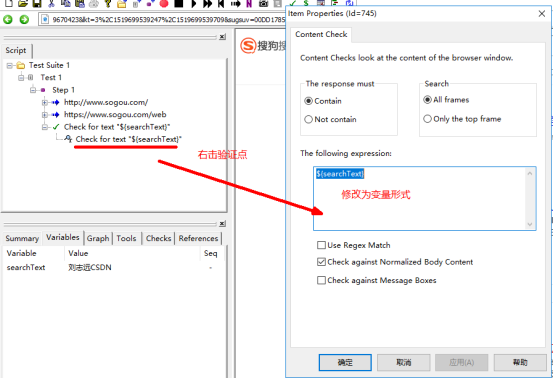 96704238&kt=3%2C1519699539247%2C1519699539709&sugsuv=00DD1785
Script
Test Suite 1
Test 1
Step 1
http://www.sogou.com/
https://www.sogou.com/web
Check for text "${searchText}"
Check for text "${searchText}"
右击验证点
Summary Variables Graph Tools Checks References
Variable Value Seq
searchText 刘志远CSDN -
搜狗搜
Item Properties (Id=745)
Content Check
Content Checks look at the content of the browser window.
The response must
Contain
Not contain
Search
All frames
Only the top frame
The following expression:
${searchText}
修改为变量形式
Use Regex Match
Check against Normalized Body Content
Check against Message Boxes
确定 取消 应用(A) 帮助